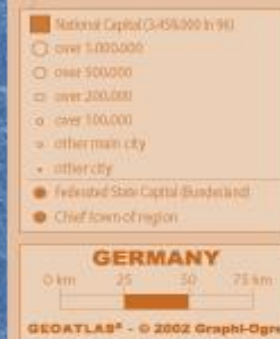 National Capital (3,459,000 in 96)
over 1,000,000
over 500,000
over 200,000
over 100,000
other main city
other city
Federated State Capital (Bundesland)
Chief town of region
GERMANY
0 km 25 50 75 km
GEOATLAS® - © 2002 Graphi-Ogre